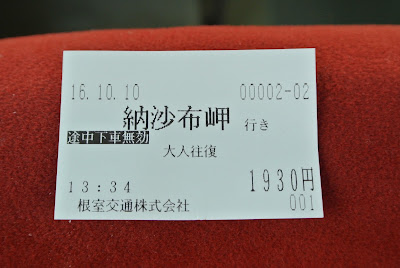 16.10.10 00002-02
納沙布岬 行き
途中下車無効
大人往復
13:34 1930円
根室交通株式会社 001